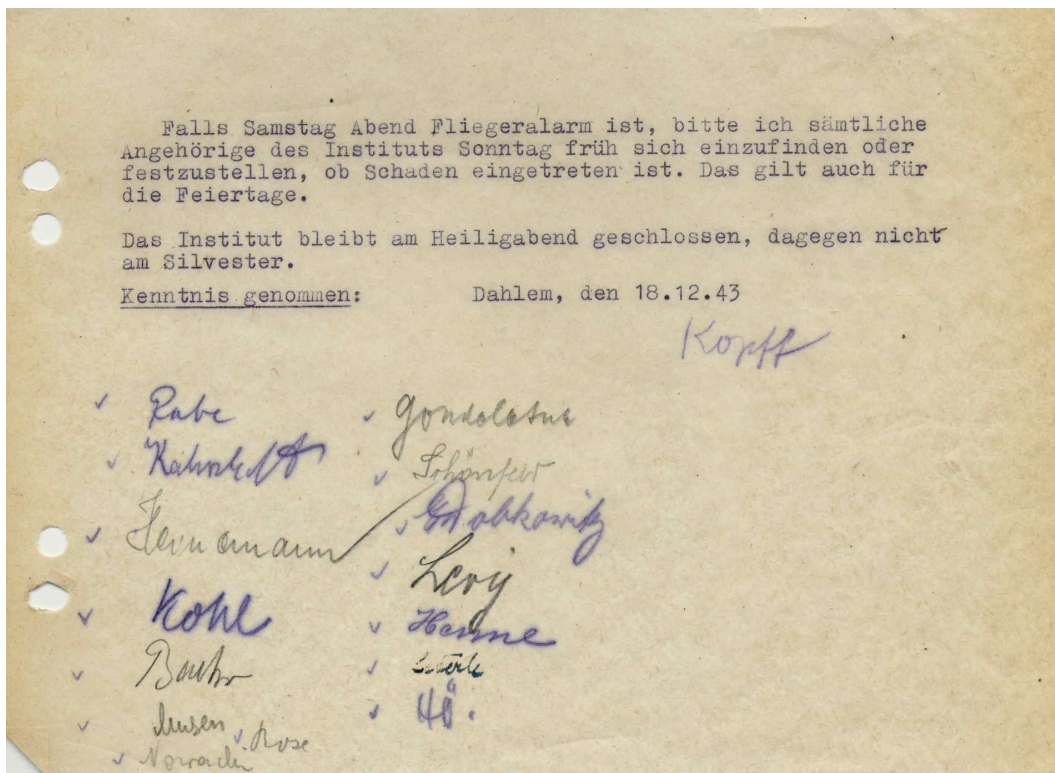 Falls Samstag Abend Fliegeralarm ist, bitte ich sämtliche
Angehörige des Instituts Sonntag früh sich einzufinden oder
festzustellen, ob Schaden eingetreten ist. Das gilt auch für
die Feiertage.
Das Institut bleibt am Heiligabend geschlossen, dagegen nicht
am Silvester.
Kenntnis genommen: Dahlem, den 18.12.43
Kopff
Rabe Gondolatsch
Kahrstedt Schönfeld
Gobkowitz
Levy
Kohl Henne
Hö.
Rose